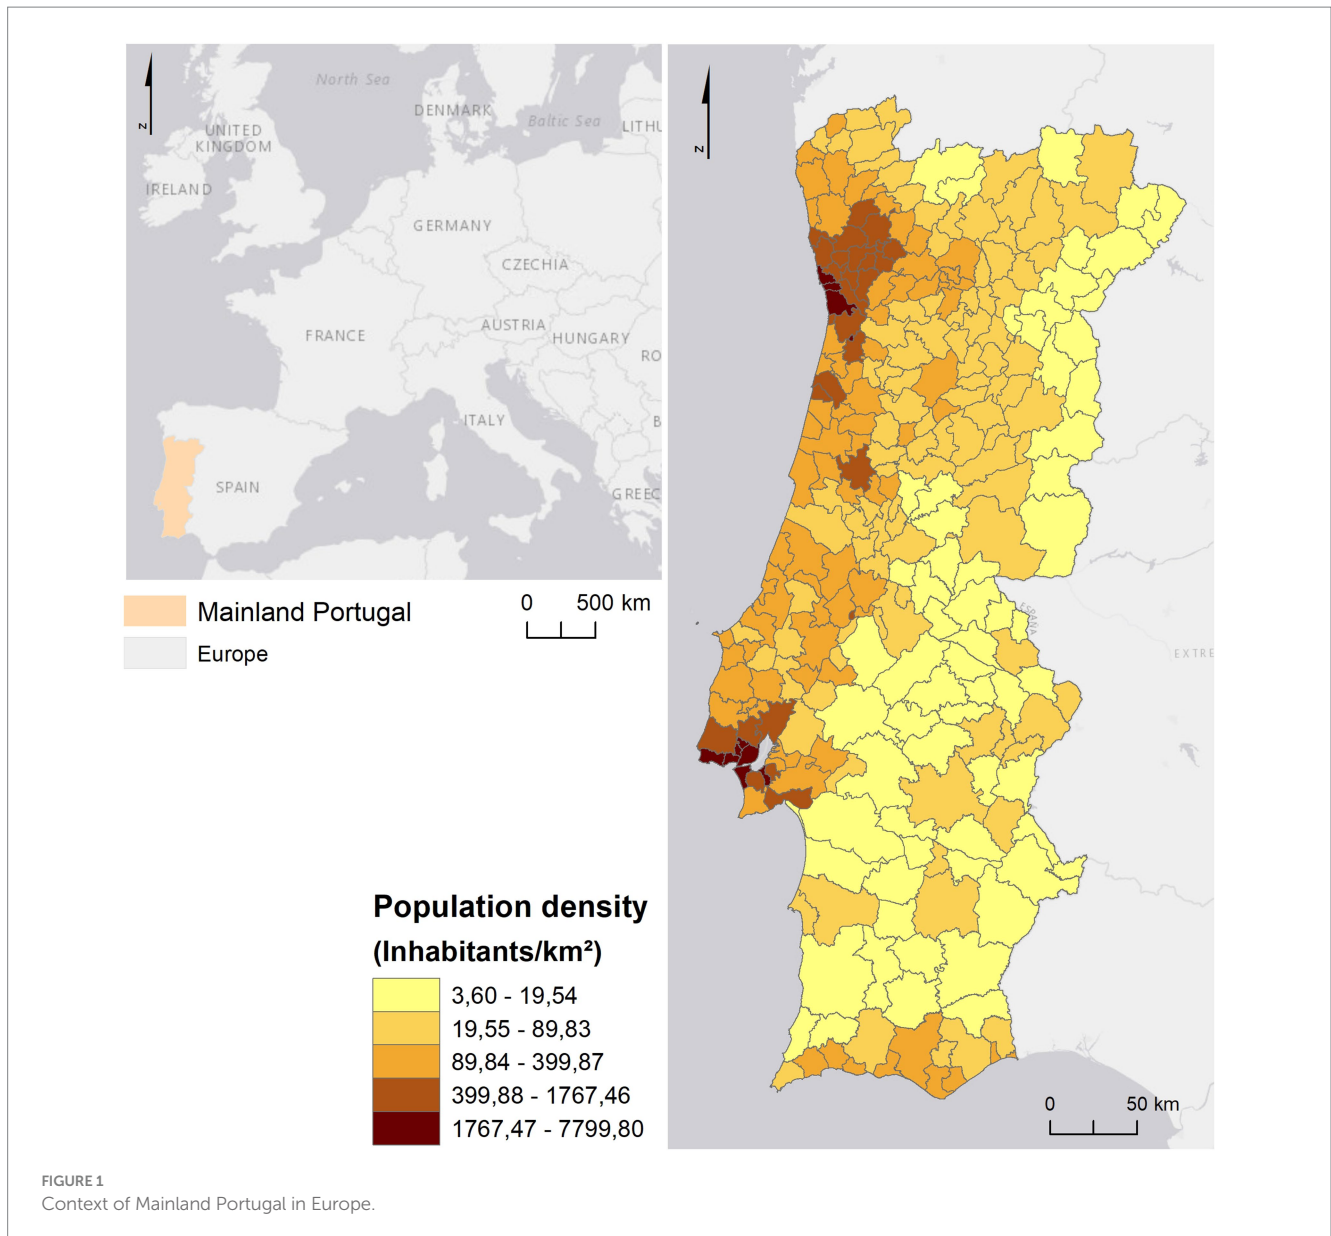 N
North Sea
DENMARK
Baltic Sea
LITHU
UNITED
KINGDOM
IRELAND
GERMANY
CZECHIA
AUSTRIA
HUNGARY
FRANCE
RO
ITALY
B
SPAIN
GREEC
Mainland Portugal
Europe
0 500 km
N
ESPAÑA
EXTRE
Population density
(Inhabitants/km²)
3,60 - 19,54
19,55 - 89,83
89,84 - 399,87
399,88 - 1767,46
1767,47 - 7799,80
0 50 km
FIGURE 1
Context of Mainland Portugal in Europe.